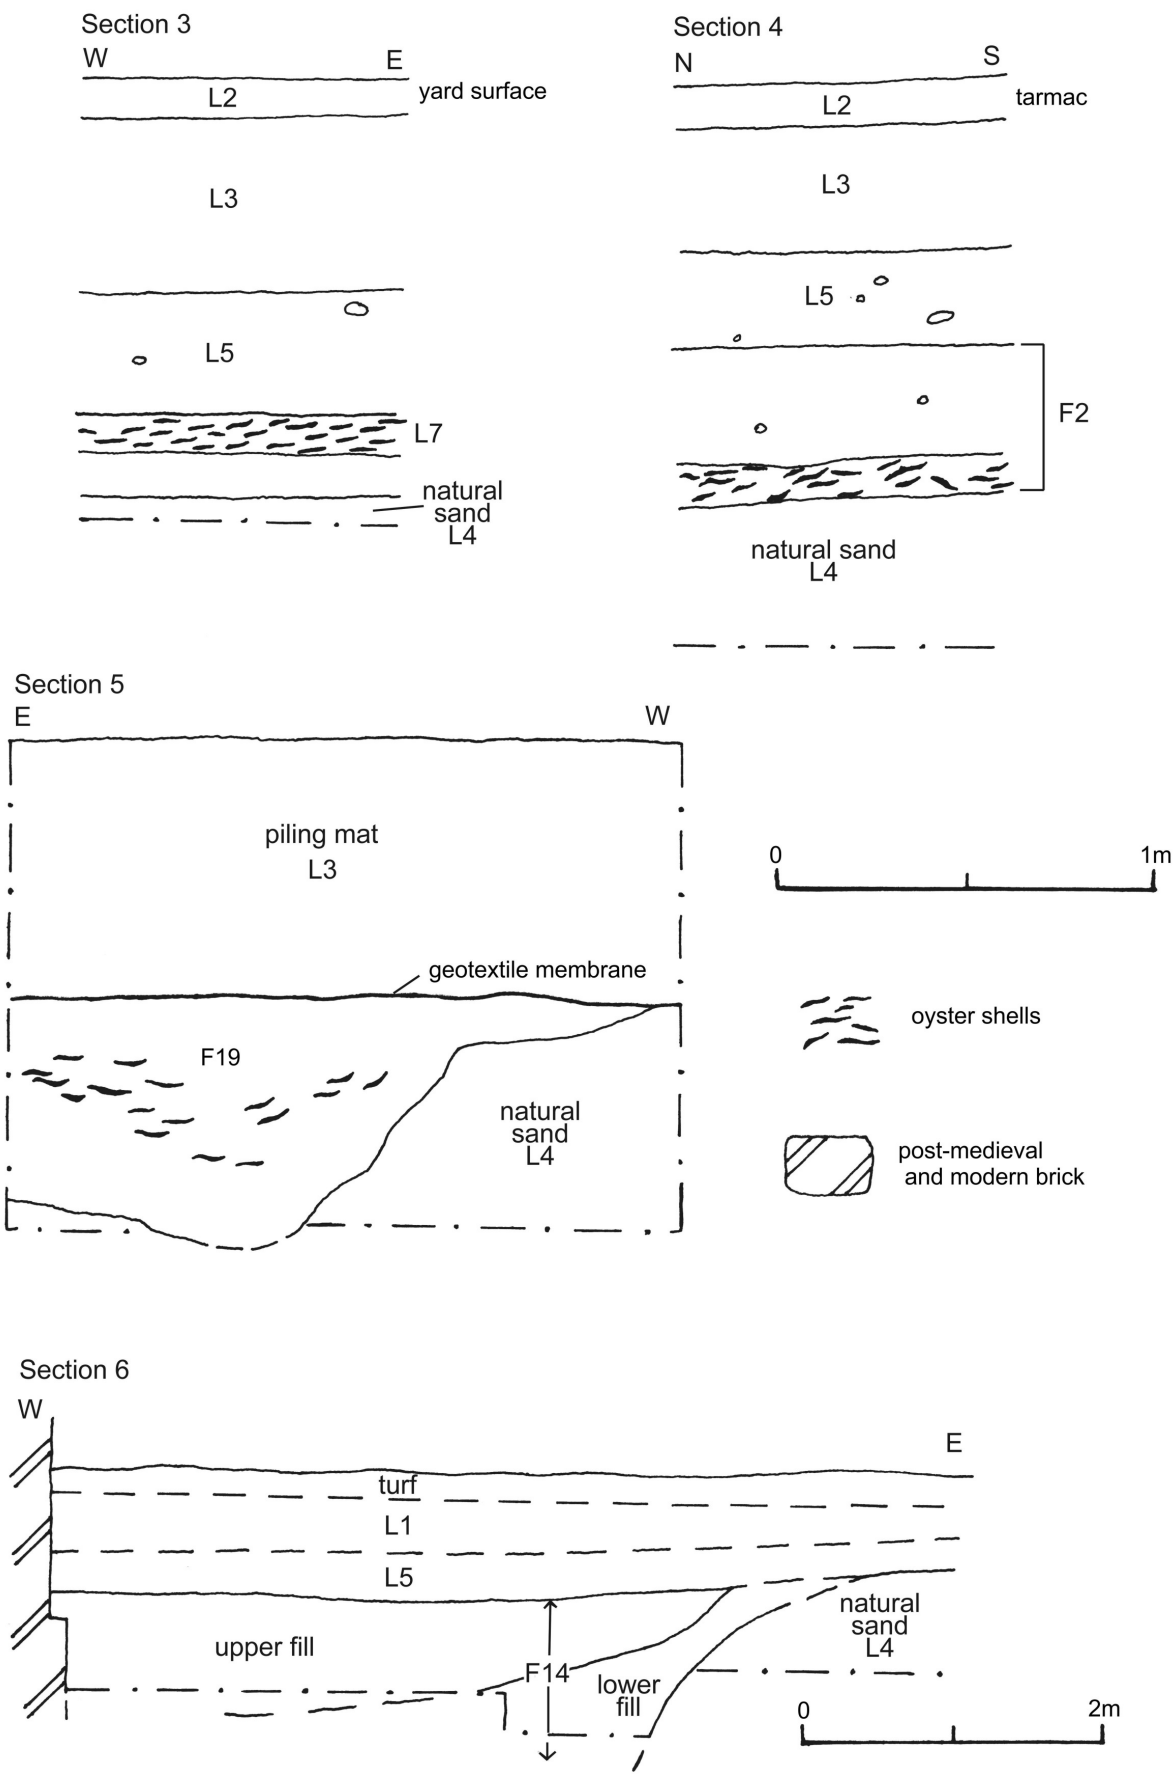 Section 3
W E
yard surface
L2
L3
L5
L7
natural
sand
L4
Section 4
N S
tarmac
L2
L3
L5
F2
natural sand
L4
Section 5
E W
piling mat
L3
geotextile membrane
F19
natural
sand
L4
0 1m
oyster shells
post-medieval
and modern brick
Section 6
W
E
turf
L1
L5
upper fill
F14
lower
fill
natural
sand
L4
0 2m